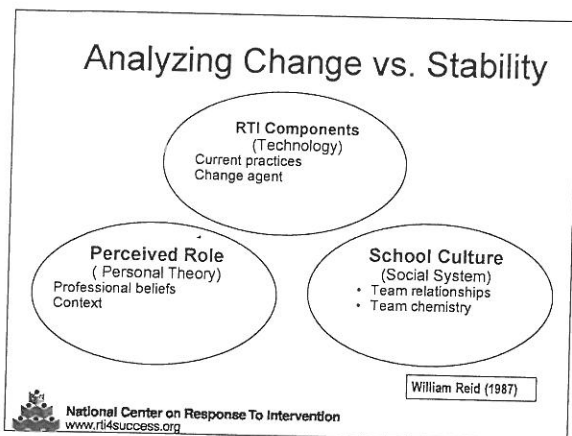 Analyzing Change vs. Stability
RTI Components
(Technology)
Current practices
Change agent
Perceived Role
( Personal Theory)
Professional beliefs
Context
School Culture
(Social System)
• Team relationships
• Team chemistry
William Reid (1987)
National Center on Response To Intervention
www.rti4success.org